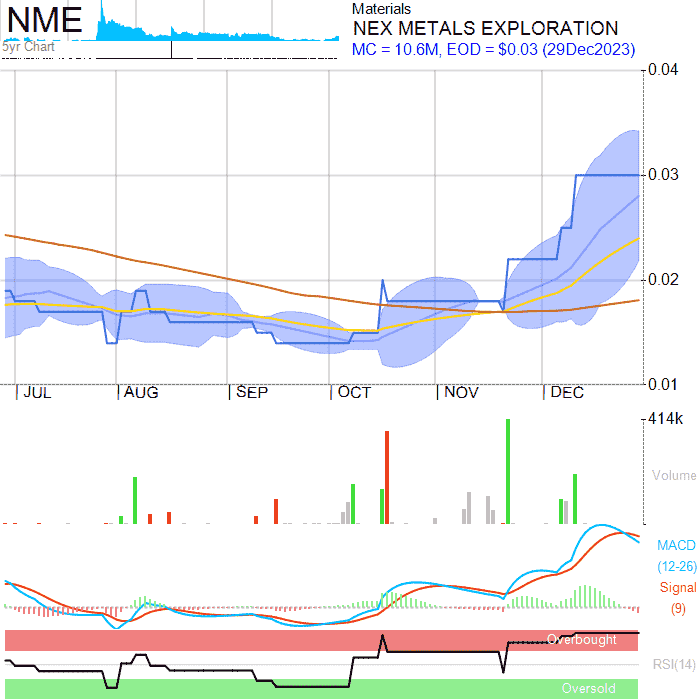 NME
5yr Chart
Materials
NEX METALS EXPLORATION
MC = 10.6M, EOD = $0.03 (29Dec2023)
0.04
0.03
0.02
0.01
JUL AUG SEP OCT NOV DEC
414k
Volume
MACD
(12-26)
Signal
(9)
Overbought
RSI(14)
Oversold